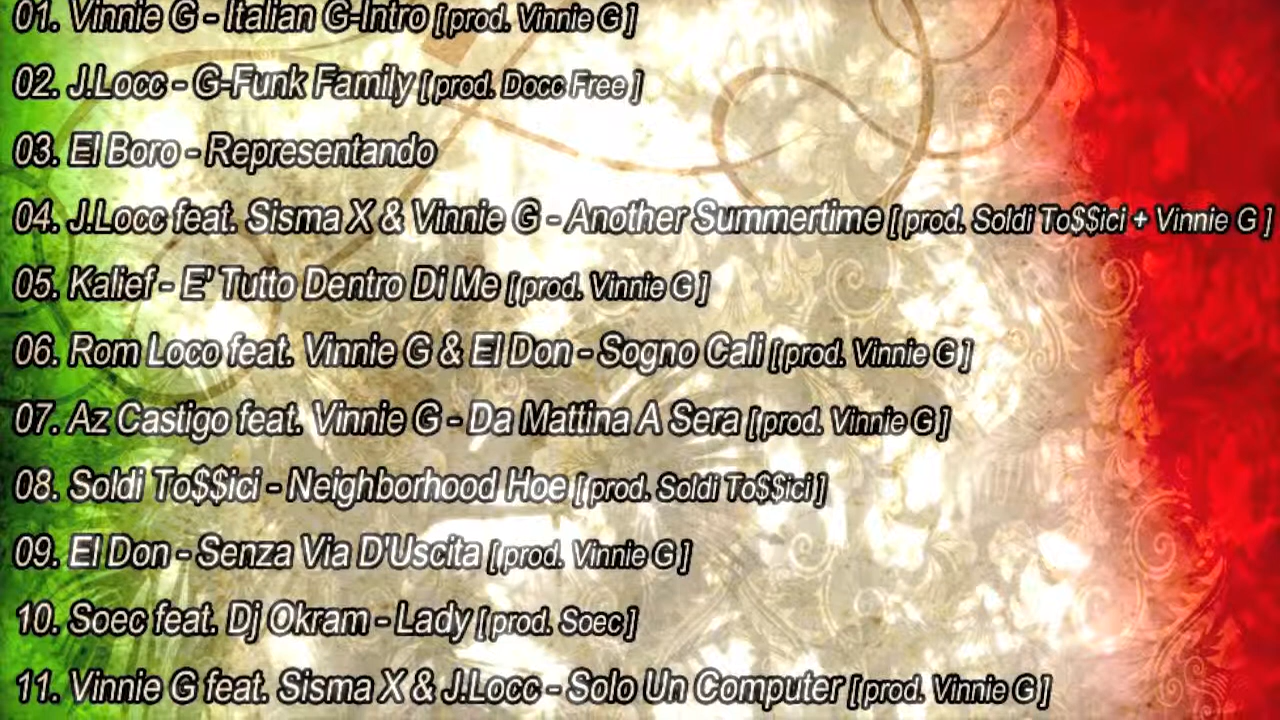 01. Vinnie G - Italian G-Intro [ prod. Vinnie G ]
02. J.Locc - G-Funk Family [ prod. Docc Free ]
03. El Boro - Representando
04. J.Locc feat. Sisma X & Vinnie G - Another Summertime [ prod. Soldi To$$ici + Vinnie G ]
05. Kalief - E' Tutto Dentro Di Me [ prod. Vinnie G ]
06. Rom Loco feat. Vinnie G & El Don - Sogno Cali [ prod. Vinnie G ]
07. Az Castigo feat. Vinnie G - Da Mattina A Sera [ prod. Vinnie G ]
08. Soldi To$$ici - Neighborhood Hoe [ prod. Soldi To$$ici ]
09. El Don - Senza Via D'Uscita [ prod. Vinnie G ]
10. Soec feat. Dj Okram - Lady [ prod. Soec ]
11. Vinnie G feat. Sisma X & J.Locc - Solo Un Computer [ prod. Vinnie G ]